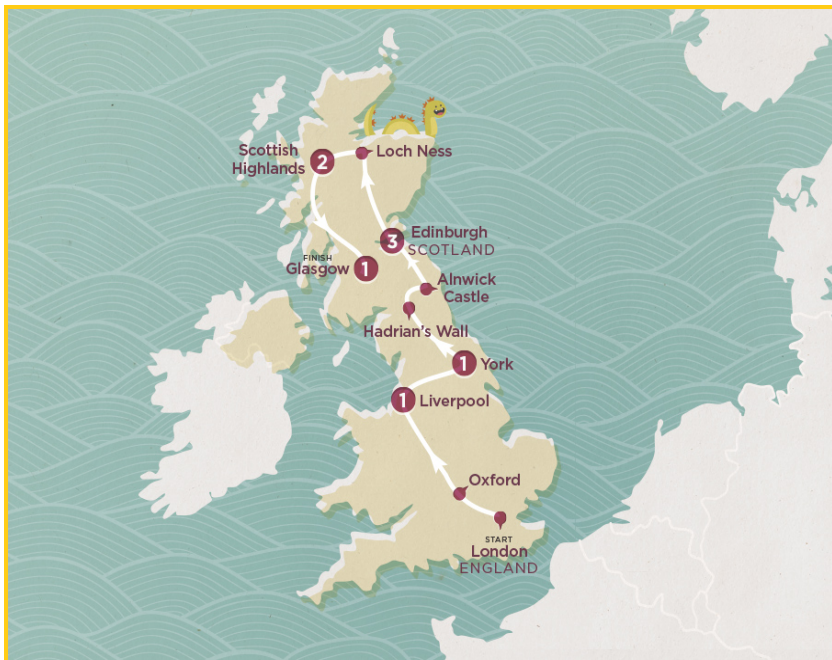 Scottish
Highlands
2
Loch Ness
3
Edinburgh
SCOTLAND
FINISH
Glasgow
1
Alnwick
Castle
Hadrian's Wall
1
York
1
Liverpool
Oxford
START
London
ENGLAND